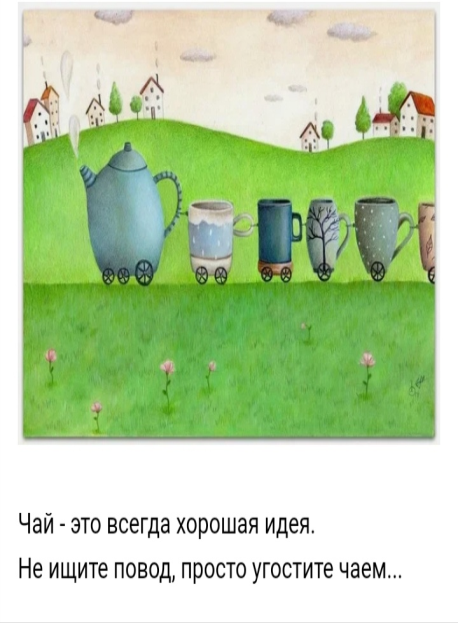 Чай - это всегда хорошая идея.
Не ищите повод, просто угостите чаем...